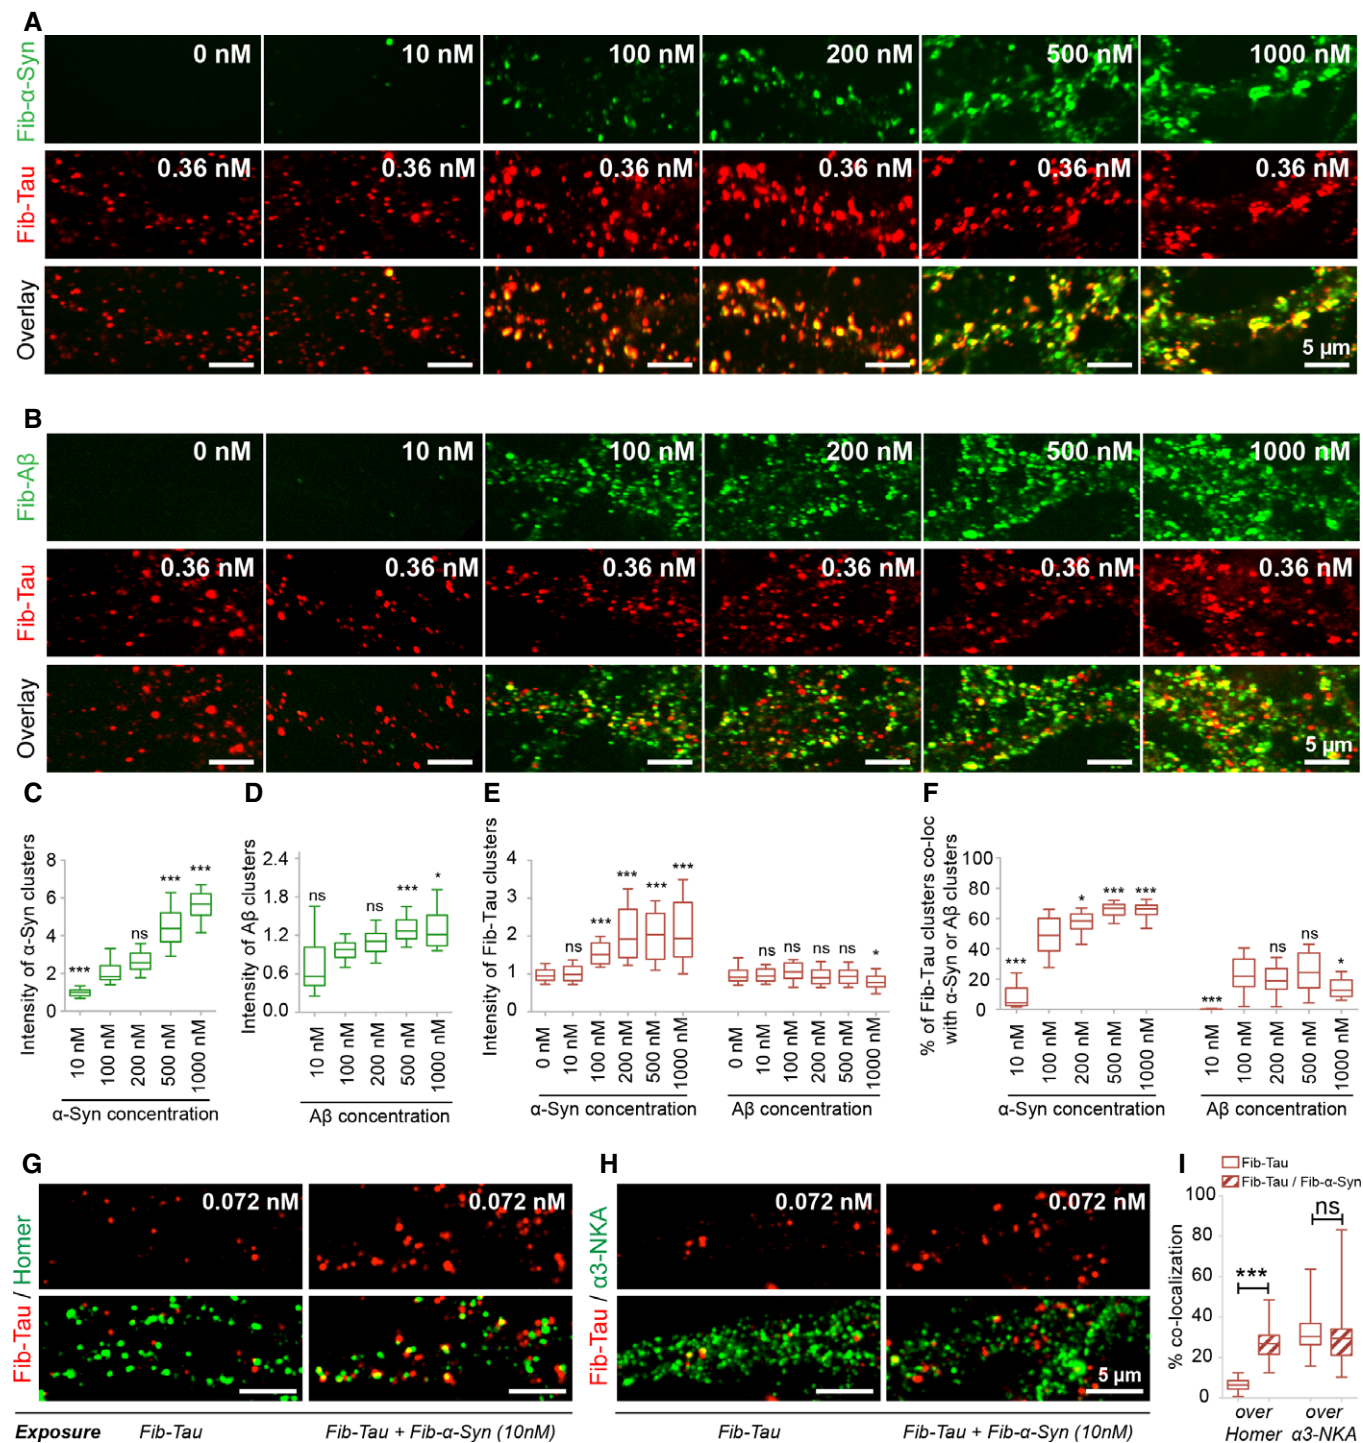 A
Fib-α-Syn
0 nM
10 nM
100 nM
200 nM
500 nM
1000 nM
Fib-Tau
0.36 nM
0.36 nM
0.36 nM
0.36 nM
0.36 nM
0.36 nM
Overlay
5 µm
B
Fib-Aβ
0 nM
10 nM
100 nM
200 nM
500 nM
1000 nM
Fib-Tau
0.36 nM
0.36 nM
0.36 nM
0.36 nM
0.36 nM
0.36 nM
Overlay
5 µm
C
Intensity of α-Syn clusters
8
6
4
2
0
***
ns
***
***
10 nM
100 nM
200 nM
500 nM
1000 nM
α-Syn concentration
D
Intensity of Aβ clusters
2.4
1.8
1.2
0.6
0.0
ns
ns
***
*
10 nM
100 nM
200 nM
500 nM
1000 nM
Aβ concentration
E
Intensity of Fib-Tau clusters
4
3
2
1
0
ns
***
***
***
***
ns
ns
ns
ns
*
0 nM
10 nM
100 nM
200 nM
500 nM
1000 nM
0 nM
10 nM
100 nM
200 nM
500 nM
1000 nM
α-Syn concentration
Aβ concentration
F
% of Fib-Tau clusters co-loc
with α-Syn or Aβ clusters
100
80
60
40
20
0
***
*
***
***
***
ns
ns
*
10 nM
100 nM
200 nM
500 nM
1000 nM
10 nM
100 nM
200 nM
500 nM
1000 nM
α-Syn concentration
Aβ concentration
G
Fib-Tau / Homer
0.072 nM
0.072 nM
H
Fib-Tau / α3-NKA
0.072 nM
0.072 nM
5 µm
Exposure
Fib-Tau
Fib-Tau + Fib-α-Syn (10nM)
Fib-Tau
Fib-Tau + Fib-α-Syn (10nM)
I
Fib-Tau
Fib-Tau / Fib-α-Syn
% co-localization
100
80
60
40
20
0
***
ns
over
Homer
over
α3-NKA